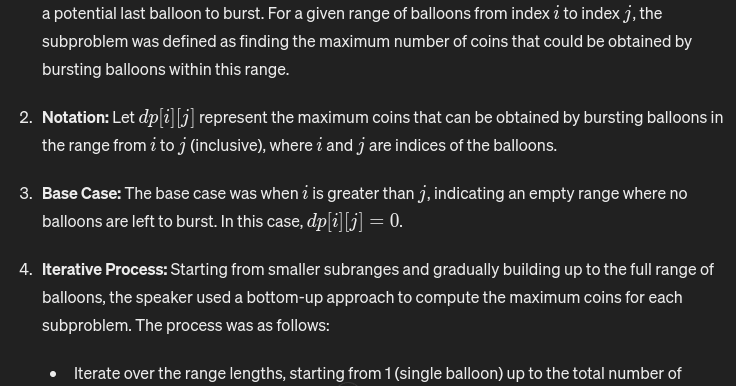 a potential last balloon to burst. For a given range of balloons from index i to index j, the
subproblem was defined as finding the maximum number of coins that could be obtained by
bursting balloons within this range.
2. Notation: Let dp[i][j] represent the maximum coins that can be obtained by bursting balloons in
the range from i to j (inclusive), where i and j are indices of the balloons.
3. Base Case: The base case was when i is greater than j, indicating an empty range where no
balloons are left to burst. In this case, dp[i][j] = 0.
4. Iterative Process: Starting from smaller subranges and gradually building up to the full range of
balloons, the speaker used a bottom-up approach to compute the maximum coins for each
subproblem. The process was as follows:
• Iterate over the range lengths, starting from 1 (single balloon) up to the total number of